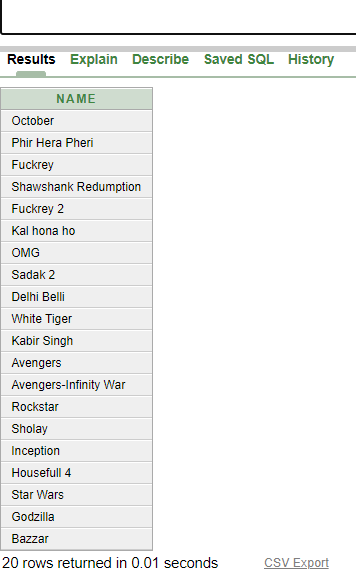 Results Explain Describe Saved SQL History
NAME
October
Phir Hera Pheri
Fuckrey
Shawshank Redumption
Fuckrey 2
Kal hona ho
OMG
Sadak 2
Delhi Belli
White Tiger
Kabir Singh
Avengers
Avengers-Infinity War
Rockstar
Sholay
Inception
Housefull 4
Star Wars
Godzilla
Bazzar
20 rows returned in 0.01 seconds CSV Export